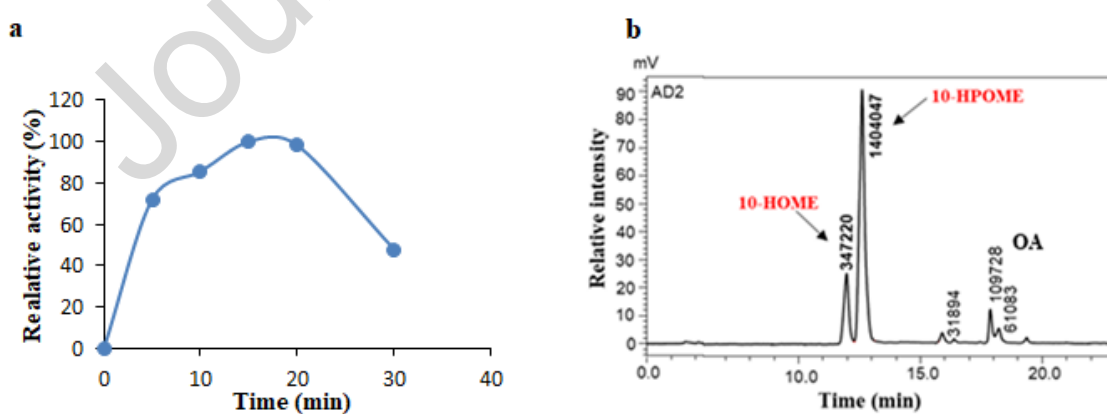 a
Jou
Realative activity (%)
120
100
80
60
40
20
0
0 10 20 30 40
Time (min)
b
mV
AD2
Relative intensity
90
80
70
60
50
40
30
20
10
0
10-HOME
347220
10-HPOME
1404047
31894
OA
109728
61083
0.0 10.0 15.0 20.0
Time (min)